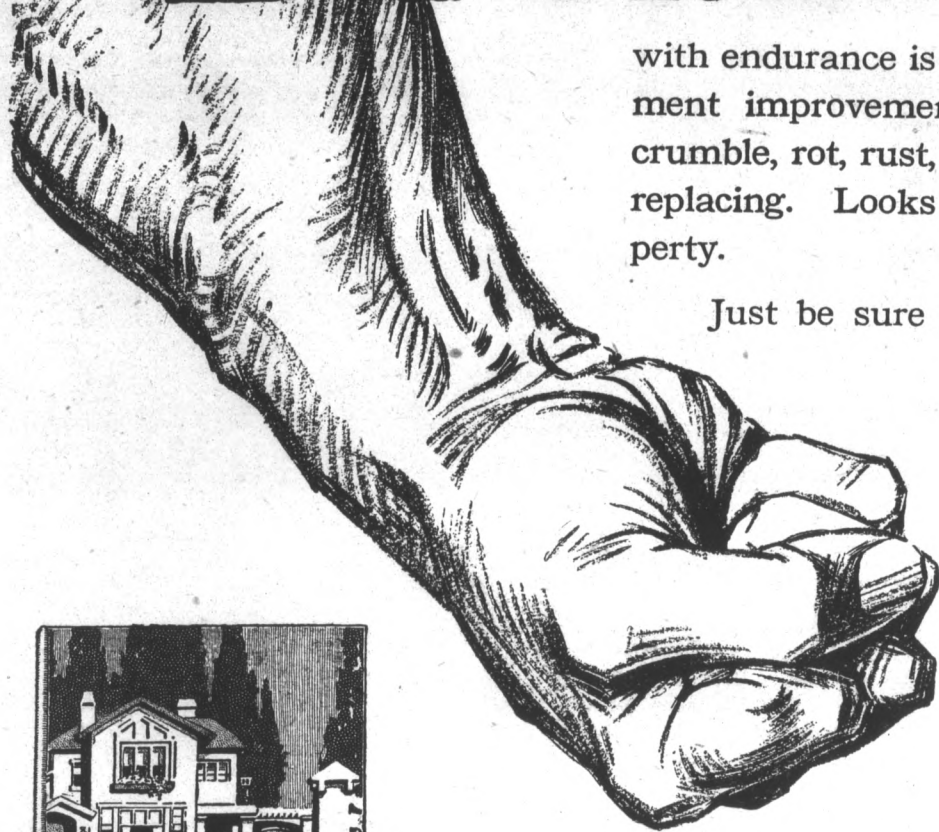 with endurance is
ment improvemen
crumble, rot, rust,
replacing. Looks
perty.
Just be sure